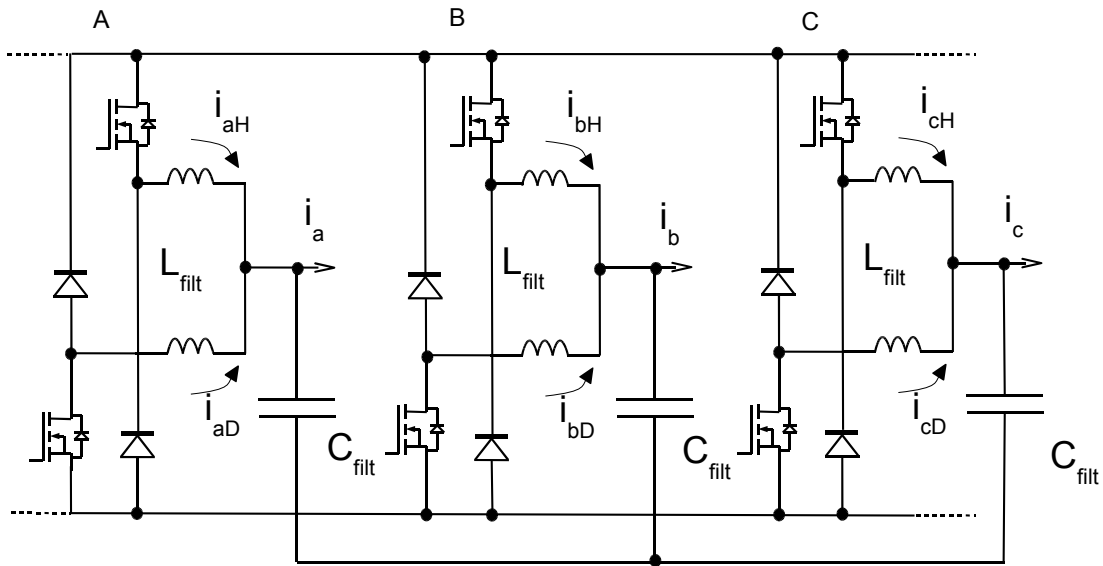 A
B
C
i_aH
i_bH
i_cH
i_a
i_b
i_c
L_filt
L_filt
L_filt
i_aD
i_bD
i_cD
C_filt
C_filt
C_filt